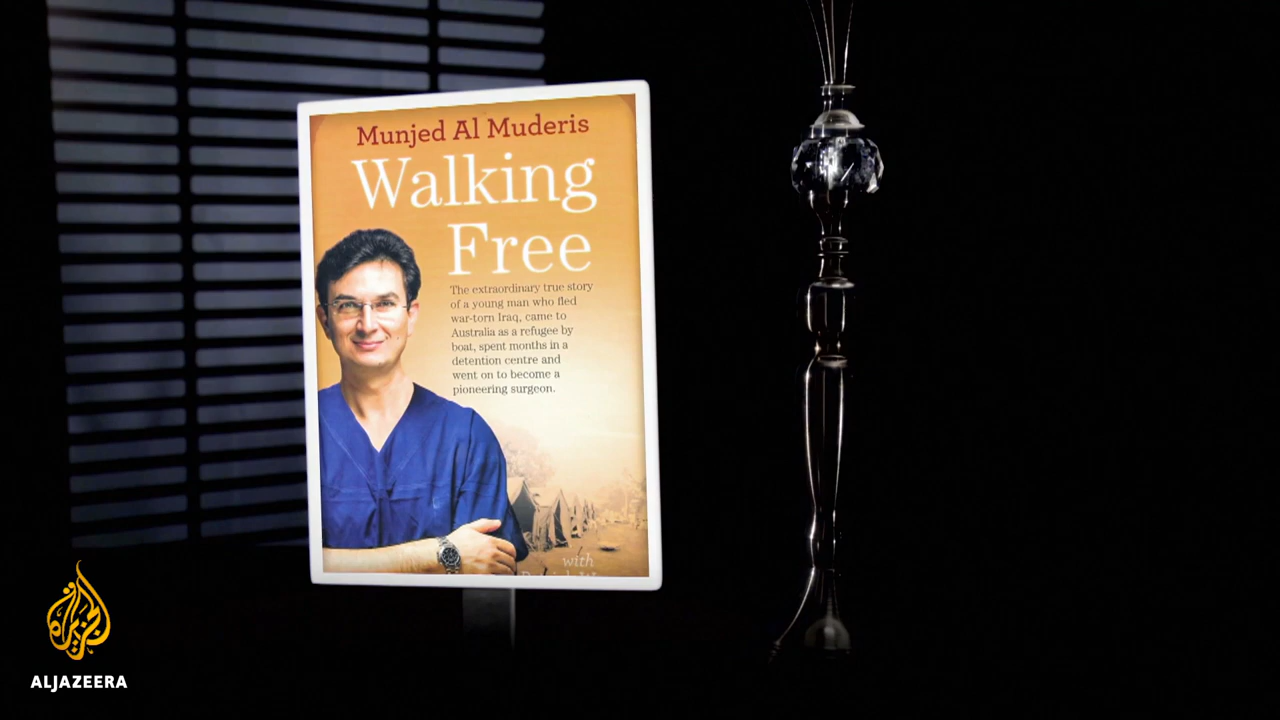 Munjed Al Muderis
Walking
Free
The extraordinary true story
of a young man who fled
war-torn Iraq, came to
Australia as a refugee by
boat, spent months in a
detention centre and
went on to become a
pioneering surgeon.
with
ALJAZEERA